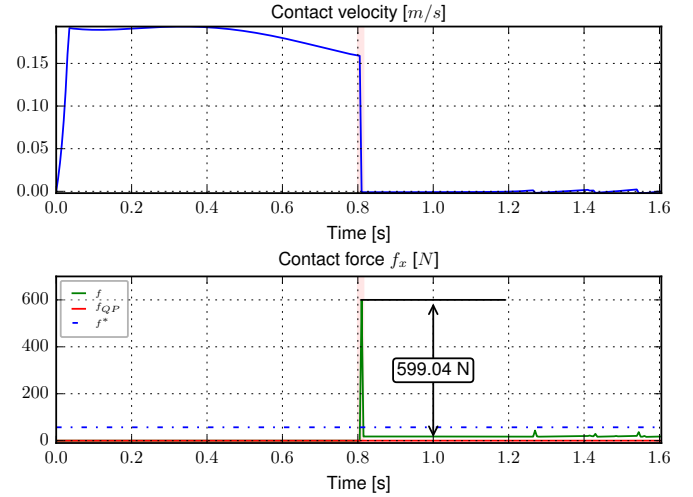 Contact velocity [m/s]
0.15
0.10
0.05
0.00
0.0 0.2 0.4 0.6 0.8 1.0 1.2 1.4 1.6
Time [s]
Contact force f_x [N]
600
400
200
0
f
f_QP
f*
599.04 N
0.0 0.2 0.4 0.6 0.8 1.0 1.2 1.4 1.6
Time [s]